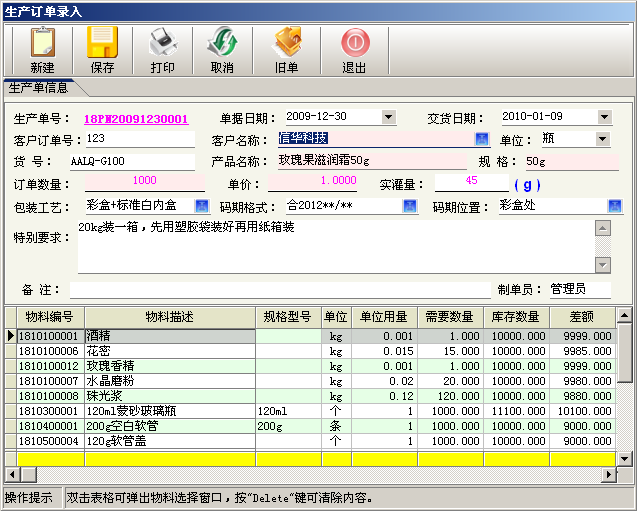 生产订单录入
新建 保存 打印 取消 旧单 退出
生产单信息
生产单号： 18PM20091230001 单据日期： 2009-12-30 交货日期： 2010-01-09
客户订单号： 123 客户名称： 信华科技 单位： 瓶
货 号： AALQ-G100 产品名称： 玫瑰果滋润霜50g 规 格： 50g
订单数量： 1000 单价： 1.0000 实灌量： 45 ( g )
包装工艺： 彩盒+标准白内盒 码期格式： 合2012**/** 码期位置： 彩盒处
特别要求： 20kg装一箱，先用塑胶袋装好再用纸箱装
备 注： 制单员： 管理员
物料编号 物料描述 规格型号 单位 单位用量 需要数量 库存数量 差额
1810100001 酒精 kg 0.001 1.000 10000.000 9999.000
1810100006 花密 kg 0.015 15.000 10000.000 9985.000
1810100012 玫瑰香精 kg 0.001 1.000 10000.000 9999.000
1810100007 水晶磨粉 kg 0.02 20.000 10000.000 9980.000
1810100008 珠光浆 kg 0.12 120.000 10000.000 9880.000
1810300001 120ml蒙砂玻璃瓶 120ml 个 1 1000.000 11100.000 10100.000
1810400001 200g空白软管 200g 条 1 1000.000 10000.000 9000.000
1810500004 120g软管盖 个 1 1000.000 10000.000 9000.000
操作提示 双击表格可弹出物料选择窗口，按"Delete"键可清除内容。